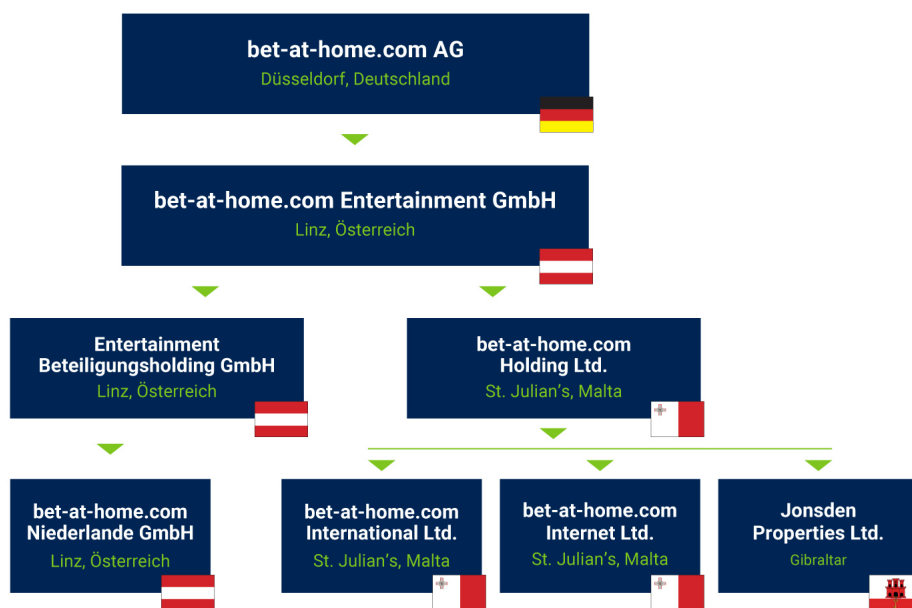 bet-at-home.com AG
Düsseldorf, Deutschland
bet-at-home.com Entertainment GmbH
Linz, Österreich
Entertainment
Beteiligungsholding GmbH
Linz, Österreich
bet-at-home.com
Holding Ltd.
St. Julian's, Malta
bet-at-home.com
Niederlande GmbH
Linz, Österreich
bet-at-home.com
International Ltd.
St. Julian's, Malta
bet-at-home.com
Internet Ltd.
St. Julian's, Malta
Jonsden
Properties Ltd.
Gibraltar